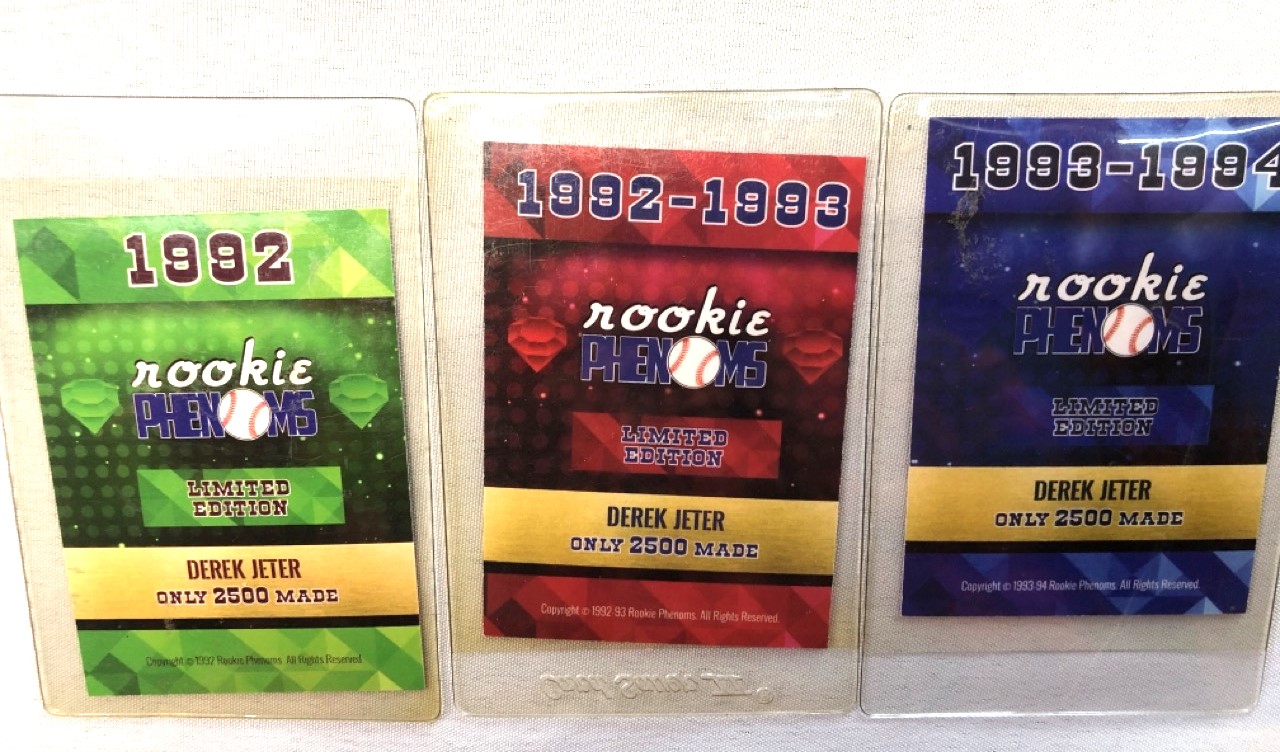 1992
rookie
PHENOMS
LIMITED
EDITION
DEREK JETER
ONLY 2500 MADE
Copyright © 1992 Rookie Phenoms. All Rights Reserved.
1992-1993
rookie
PHENOMS
LIMITED
EDITION
DEREK JETER
ONLY 2500 MADE
Copyright © 1992-93 Rookie Phenoms. All Rights Reserved.
1993-1994
rookie
PHENOMS
LIMITED
EDITION
DEREK JETER
ONLY 2500 MADE
Copyright © 1993-94 Rookie Phenoms. All Rights Reserved.